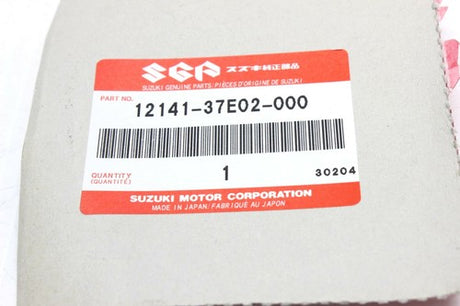 SGP スズキ純正部品
SUZUKI GENUINE PARTS/PIÈCES D'ORIGINE DE SUZUKI
PART NO. 12141-37E02-000
QUANTITY
(QUANTITÉ) 1 30204
SUZUKI MOTOR CORPORATION
MADE IN JAPAN/FABRIQUÉ AU JAPON